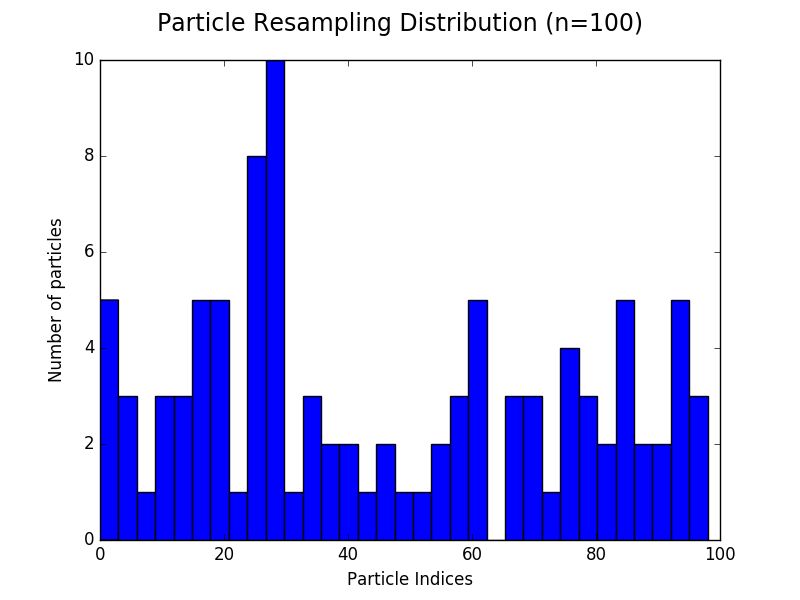 Particle Resampling Distribution (n=100)
10
8
6
4
2
0
Number of particles
0 20 40 60 80 100
Particle Indices